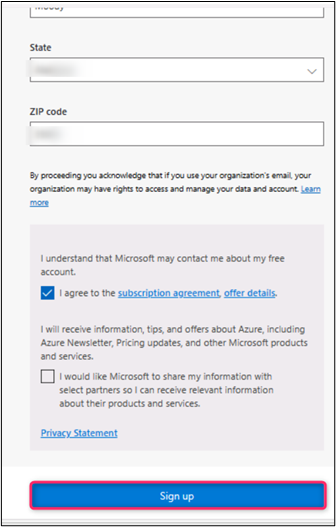 Moody
State
ZIP code
By proceeding you acknowledge that if you use your organization's email, your
organization may have rights to access and manage your data and account. Learn
more
I understand that Microsoft may contact me about my free
account.
I agree to the subscription agreement, offer details.
I will receive information, tips, and offers about Azure, including
Azure Newsletter, Pricing updates, and other Microsoft products
and services.
I would like Microsoft to share my information with
select partners so I can receive relevant information
about their products and services.
Privacy Statement
Sign up